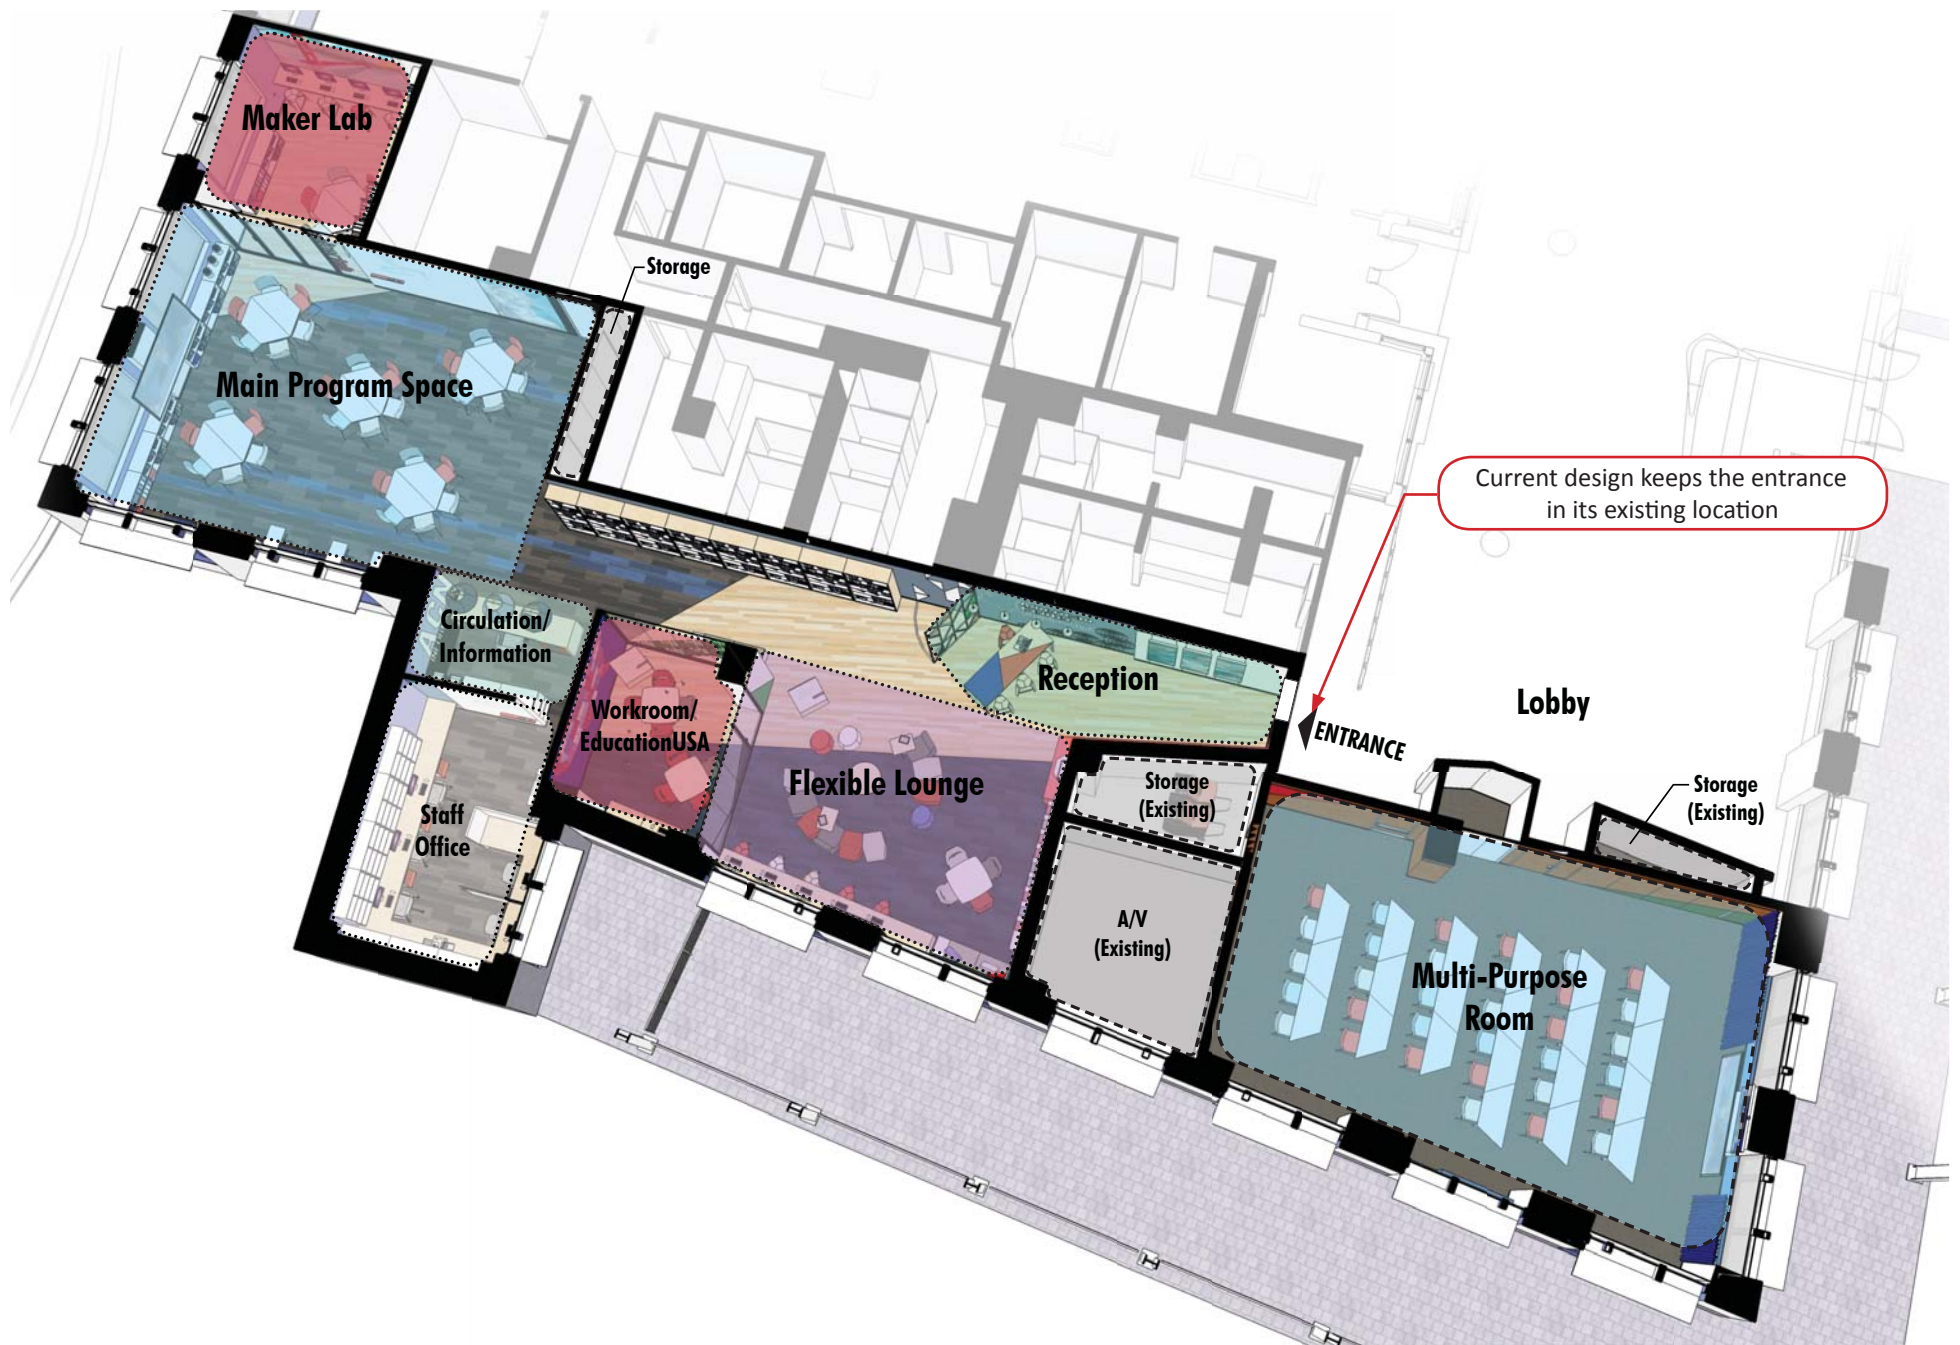 Maker Lab
Storage
Main Program Space
Current design keeps the entrance
in its existing location
Circulation/
Information
Reception
Workroom/
EducationUSA
Lobby
ENTRANCE
Flexible Lounge
Storage
(Existing)
Storage
(Existing)
Staff
Office
A/V
(Existing)
Multi-Purpose
Room